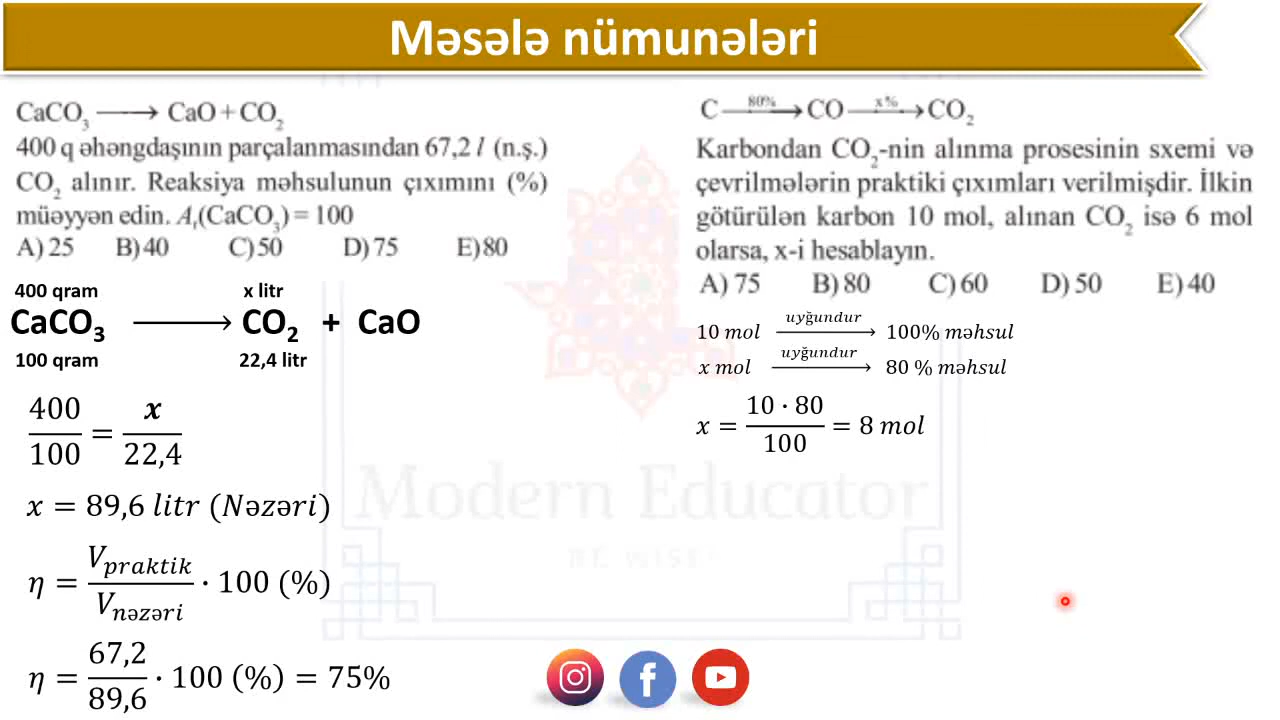 Məsələ nümunələri
CaCO₃ ⟶ CaO + CO₂
400 q əhəngdaşının parçalanmasından 67,2 l (n.ş.)
CO₂ alınır. Reaksiya məhsulunun çıxımını (%)
müəyyən edin. Aᵣ(CaCO₃) = 100
A) 25 B) 40 C) 50 D) 75 E) 80
400 qram x litr
CaCO₃ ⟶ CO₂ + CaO
100 qram 22,4 litr
400/100 = x/22,4
x = 89,6 litr (Nəzəri)
η = V praktik / V nəzəri · 100 (%)
η = 67,2/89,6 · 100 (%) = 75%
C —80%→ CO —x%→ CO₂
Karbondan CO₂-nin alınma prosesinin sxemi və
çevrilmələrin praktiki çıxımları verilmişdir. İlkin
götürülən karbon 10 mol, alınan CO₂ isə 6 mol
olarsa, x-i hesablayın.
A) 75 B) 80 C) 60 D) 50 E) 40
10 mol —uyğundur→ 100% məhsul
x mol —uyğundur→ 80 % məhsul
x = 10 · 80 / 100 = 8 mol
Modern Educator
BE WISE!